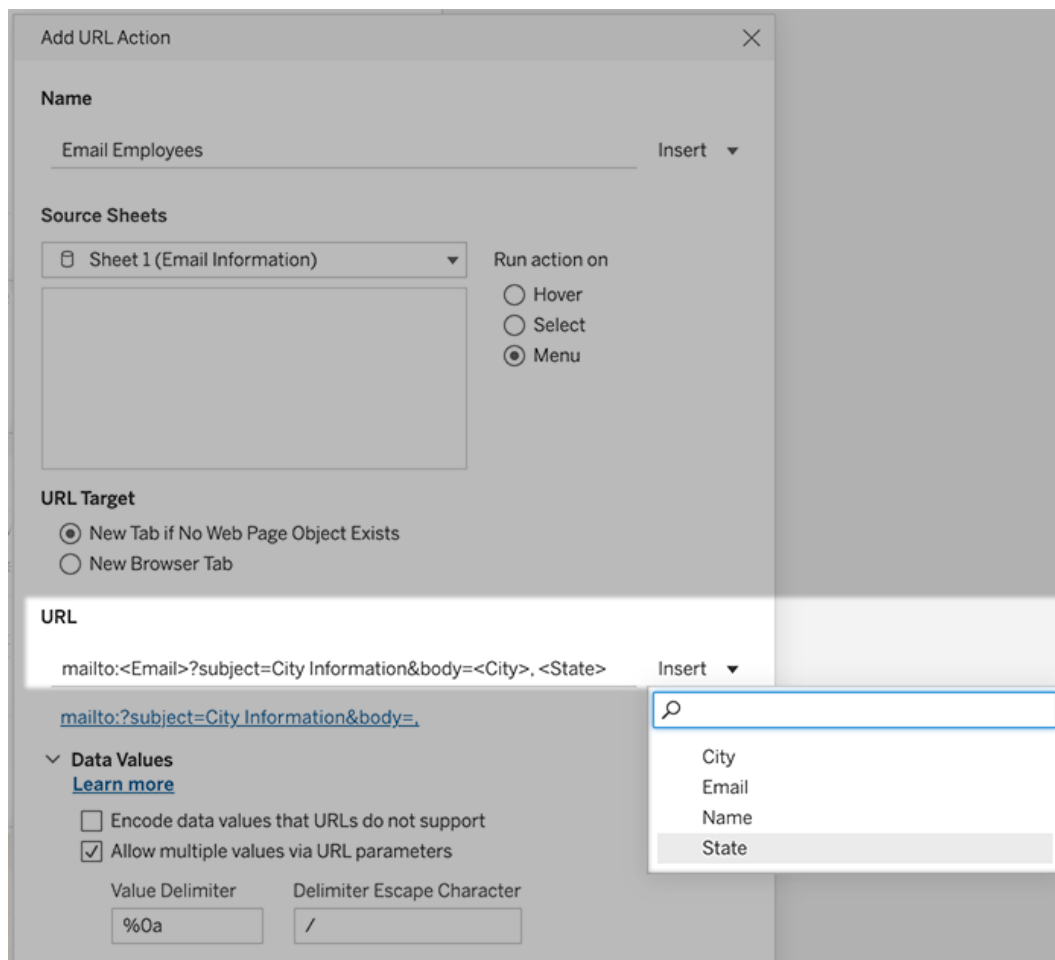 Add URL Action
Name
Email Employees Insert
Source Sheets
Sheet 1 (Email Information) Run action on
Hover
Select
Menu
URL Target
New Tab if No Web Page Object Exists
New Browser Tab
URL
mailto:<Email>?subject=City Information&body=<City>, <State> Insert
mailto:?subject=City Information&body=,
City
Data Values
Learn more
Email
Encode data values that URLs do not support
Name
Allow multiple values via URL parameters
State
Value Delimiter Delimiter Escape Character
%0a /